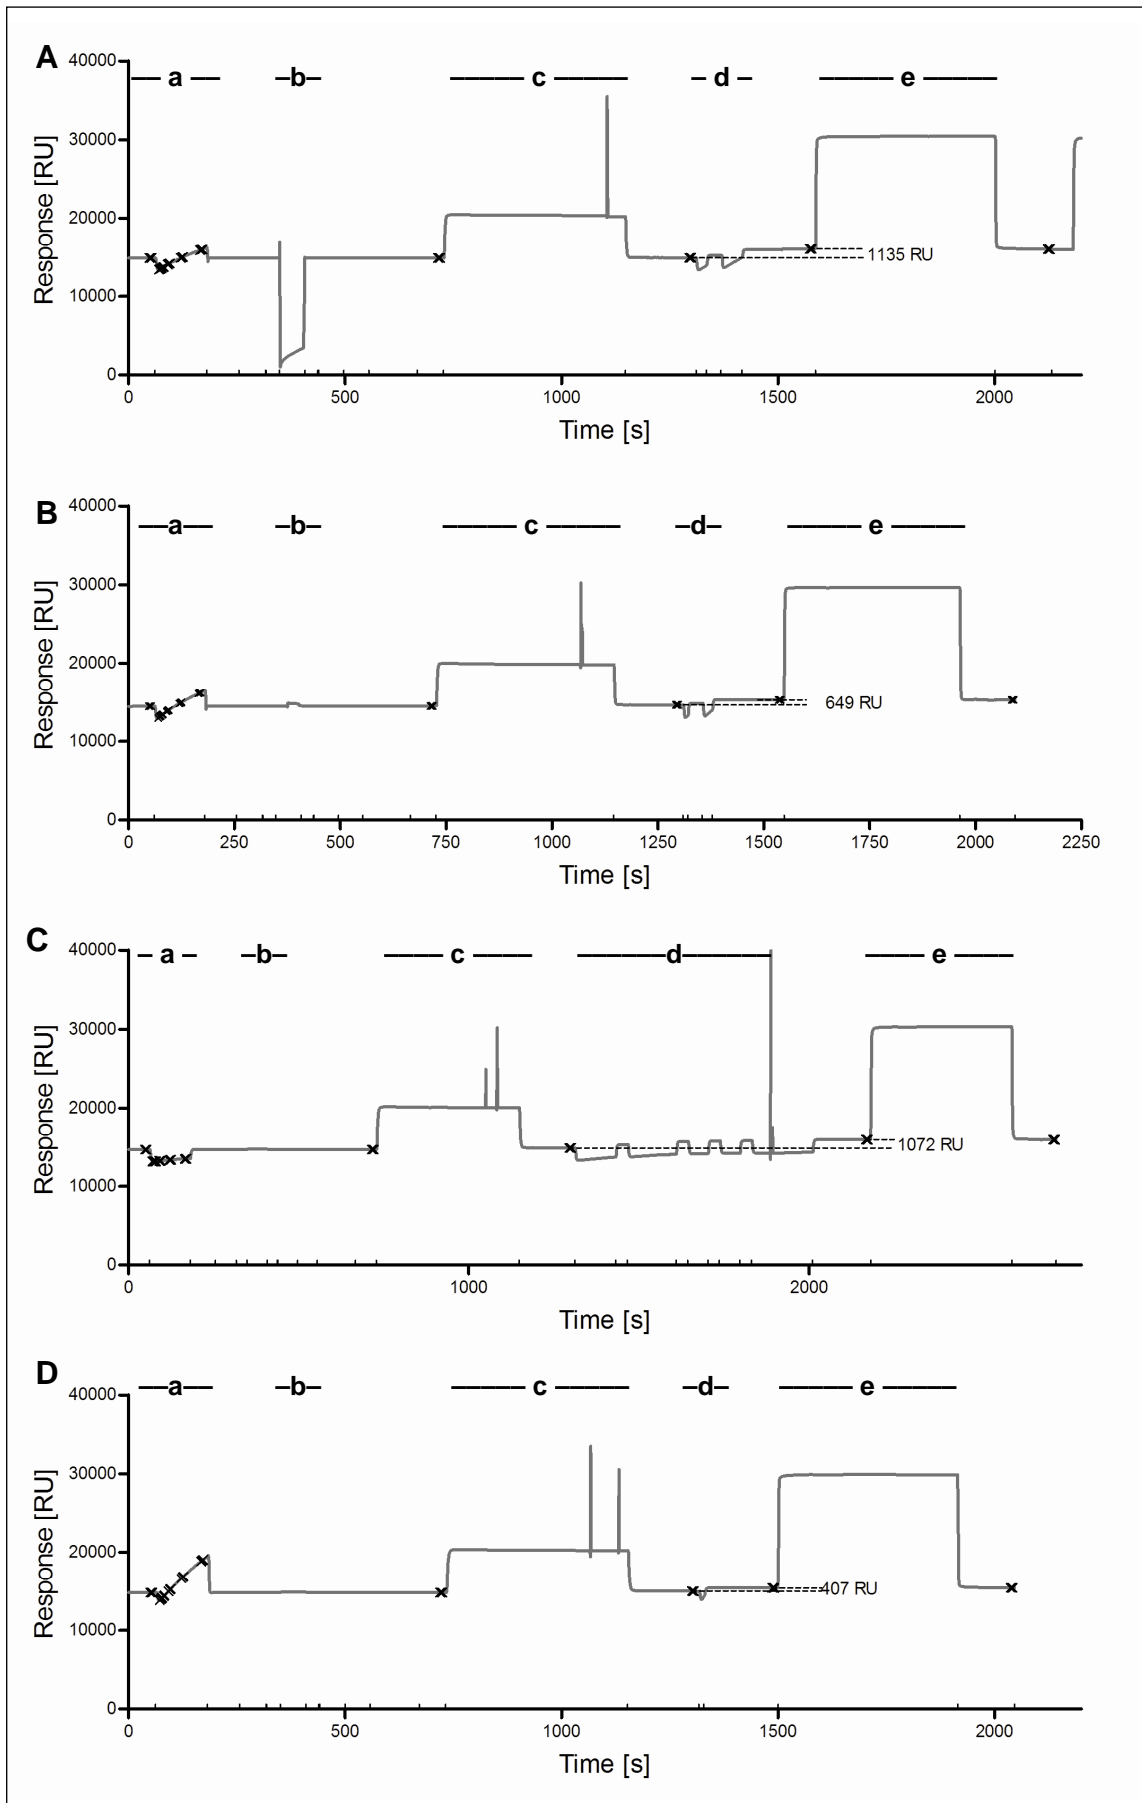 A
a b c d e
40000
30000
20000
10000
0
Response [RU]
1135 RU
0 500 1000 1500 2000
Time [s]
B
a b c d e
40000
30000
20000
10000
0
Response [RU]
649 RU
0 250 500 750 1000 1250 1500 1750 2000 2250
Time [s]
C
a b c d e
40000
30000
20000
10000
0
Response [RU]
1072 RU
0 1000 2000
Time [s]
D
a b c d e
40000
30000
20000
10000
0
Response [RU]
407 RU
0 500 1000 1500 2000
Time [s]